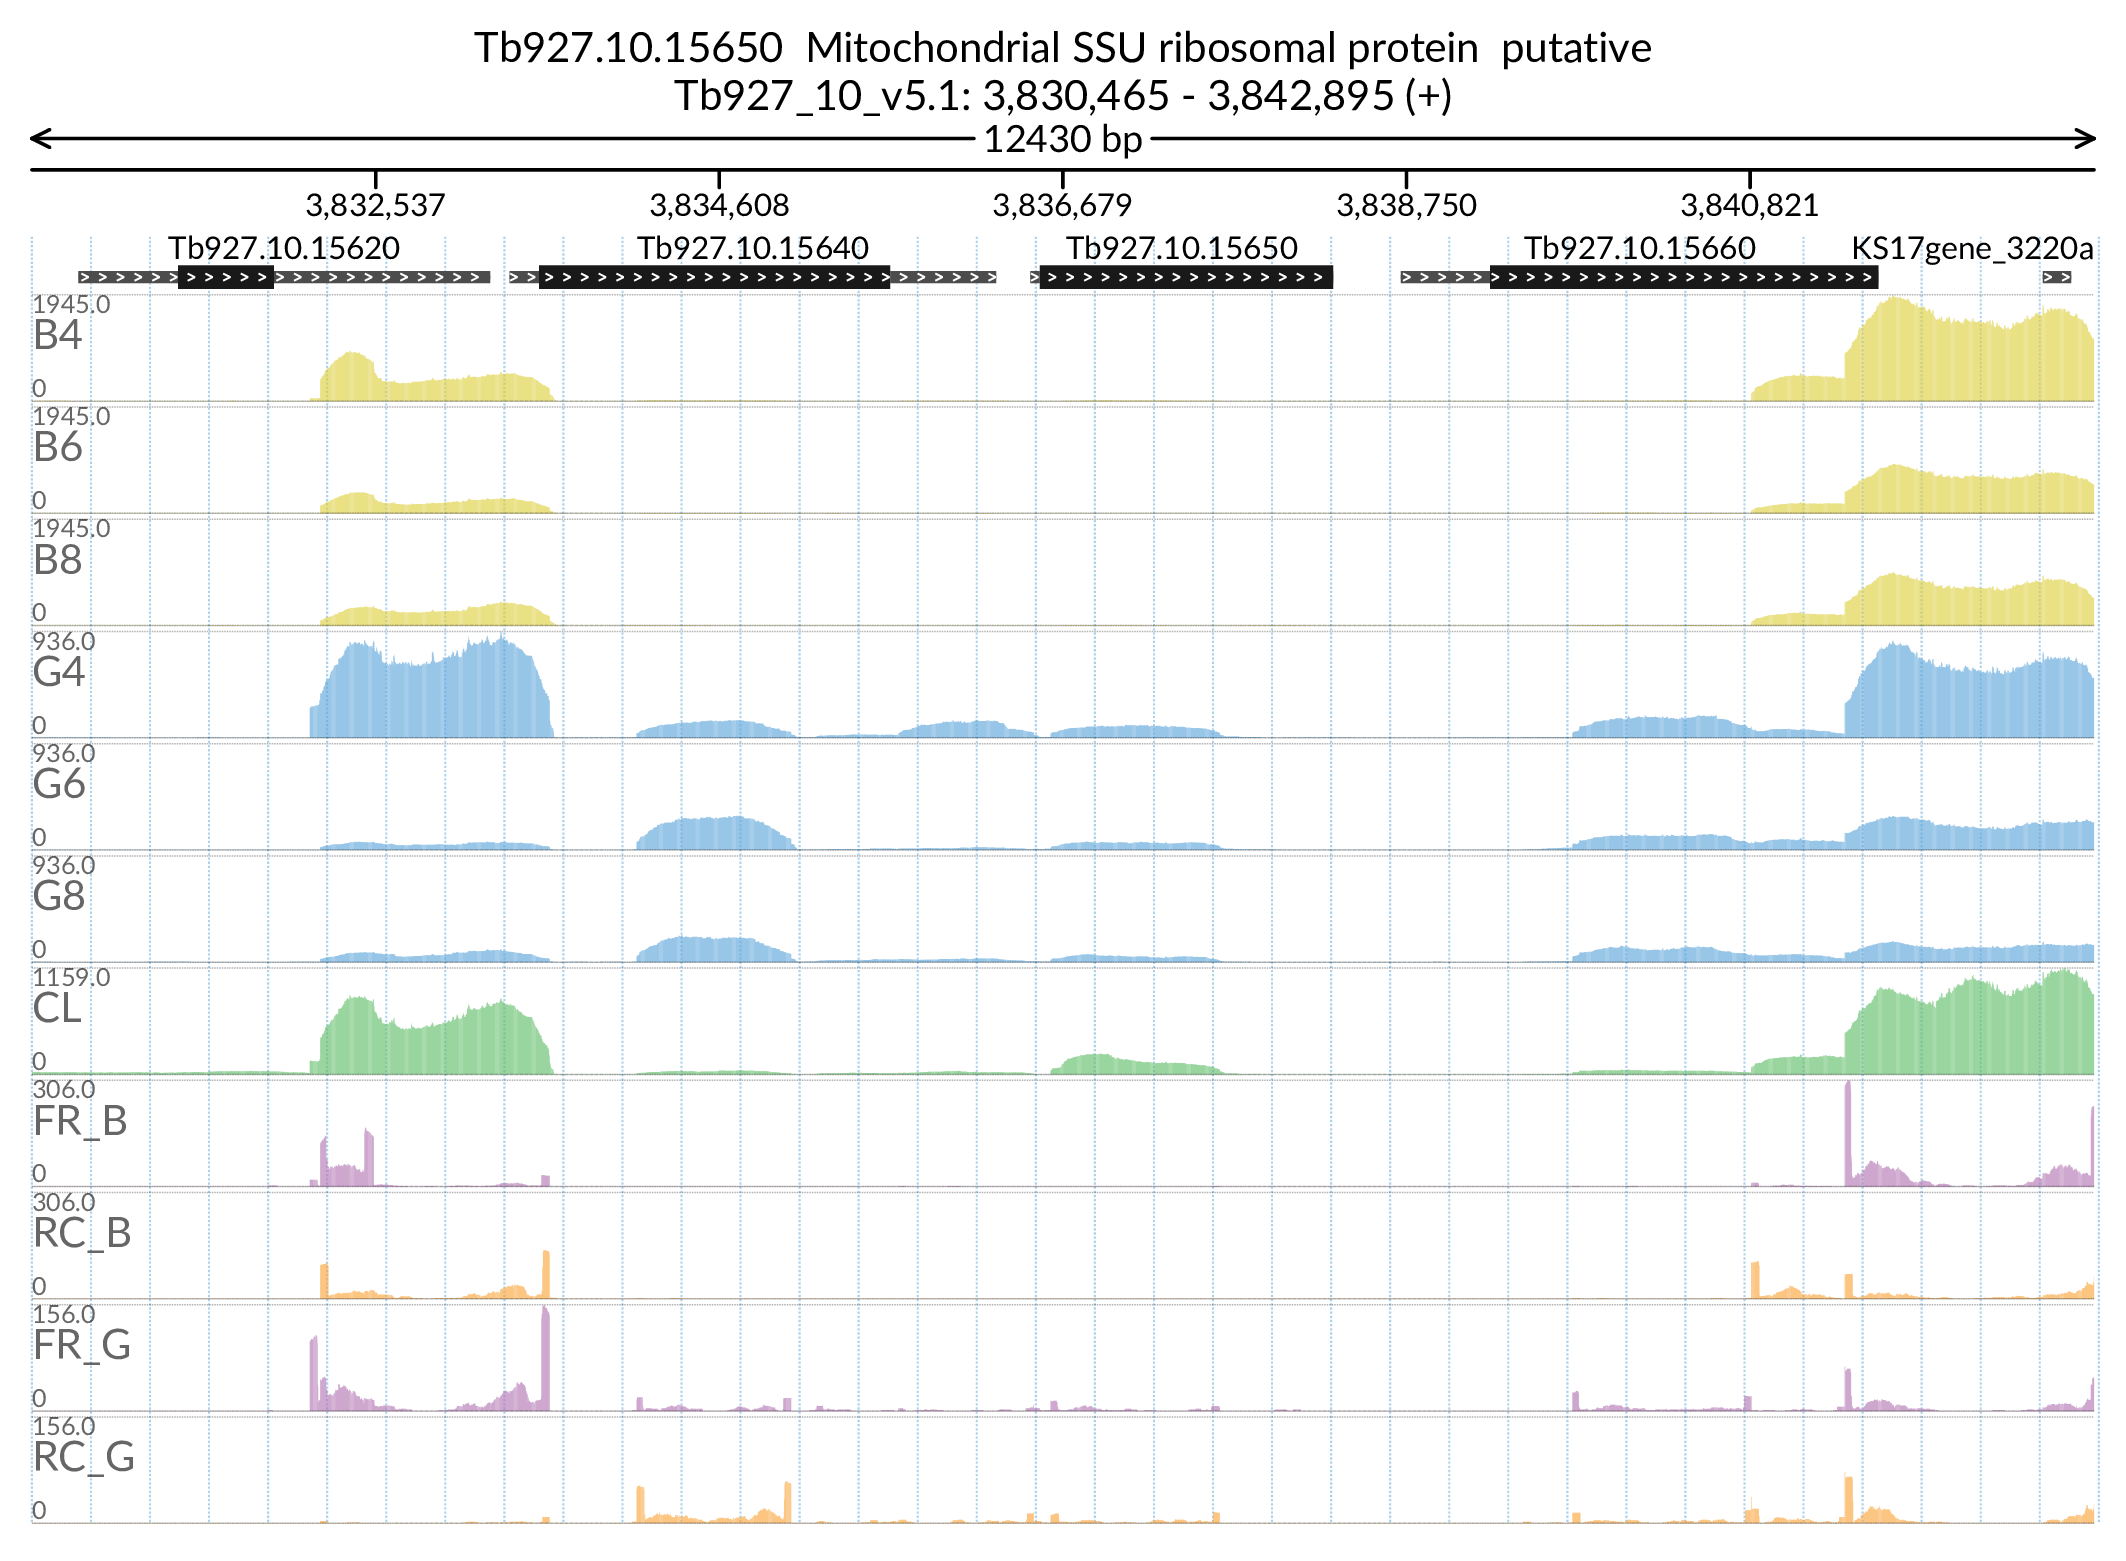 Tb927.10.15650 Mitochondrial SSU ribosomal protein putative
Tb927_10_v5.1: 3,830,465 - 3,842,895 (+)
12430 bp
3,832,537 3,834,608 3,836,679 3,838,750 3,840,821
Tb927.10.15620 Tb927.10.15640 Tb927.10.15650 Tb927.10.15660 KS17gene_3220a
1945.0
B4
0
1945.0
B6
0
1945.0
B8
0
936.0
G4
0
936.0
G6
0
936.0
G8
0
1159.0
CL
0
306.0
FR_B
0
306.0
RC_B
0
156.0
FR_G
0
156.0
RC_G
0